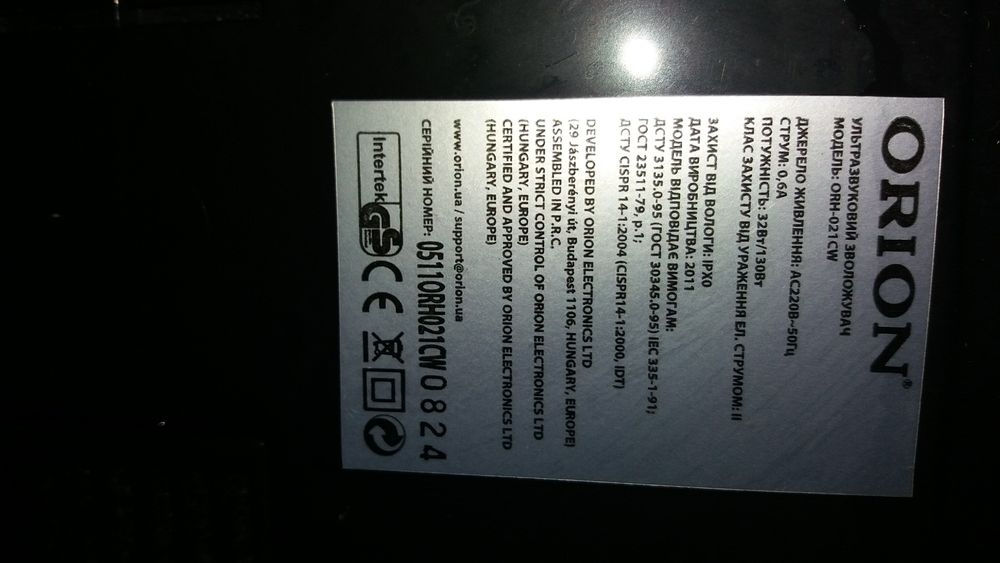 ORION®
УЛЬТРАЗВУКОВИЙ ЗВОЛОЖУВАЧ
МОДЕЛЬ: ORH-021CW
ДЖЕРЕЛО ЖИВЛЕННЯ: AC220В~50Гц
СТРУМ: 0,6А
ПОТУЖНІСТЬ: 32Вт/130Вт
КЛАС ЗАХИСТУ ВІД УРАЖЕННЯ ЕЛ. СТРУМОМ: II
ЗАХИСТ ВІД ВОЛОГИ: IPX0
ДАТА ВИРОБНИЦТВА: 2011
МОДЕЛЬ ВІДПОВІДАЄ ВИМОГАМ:
ДСТУ 3135.0-95 (ГОСТ 30345.0-95) IEC 335-1-91;
ГОСТ 23511-79, р.1;
ДСТУ CISPR 14-1:2004 (CISPR14-1:2000, IDT)
DEVELOPED BY ORION ELECTRONICS LTD
(29 Jászberényi út, Budapest 1106, HUNGARY, EUROPE)
ASSEMBLED IN P.R.C.
UNDER STRICT CONTROL OF ORION ELECTRONICS LTD
(HUNGARY, EUROPE)
CERTIFIED AND APPROVED BY ORION ELECTRONICS LTD
(HUNGARY, EUROPE)
www.orion.ua / support@orion.ua
СЕРІЙНИЙ НОМЕР: 0511ORH021CW 0824
Intertek GS CE